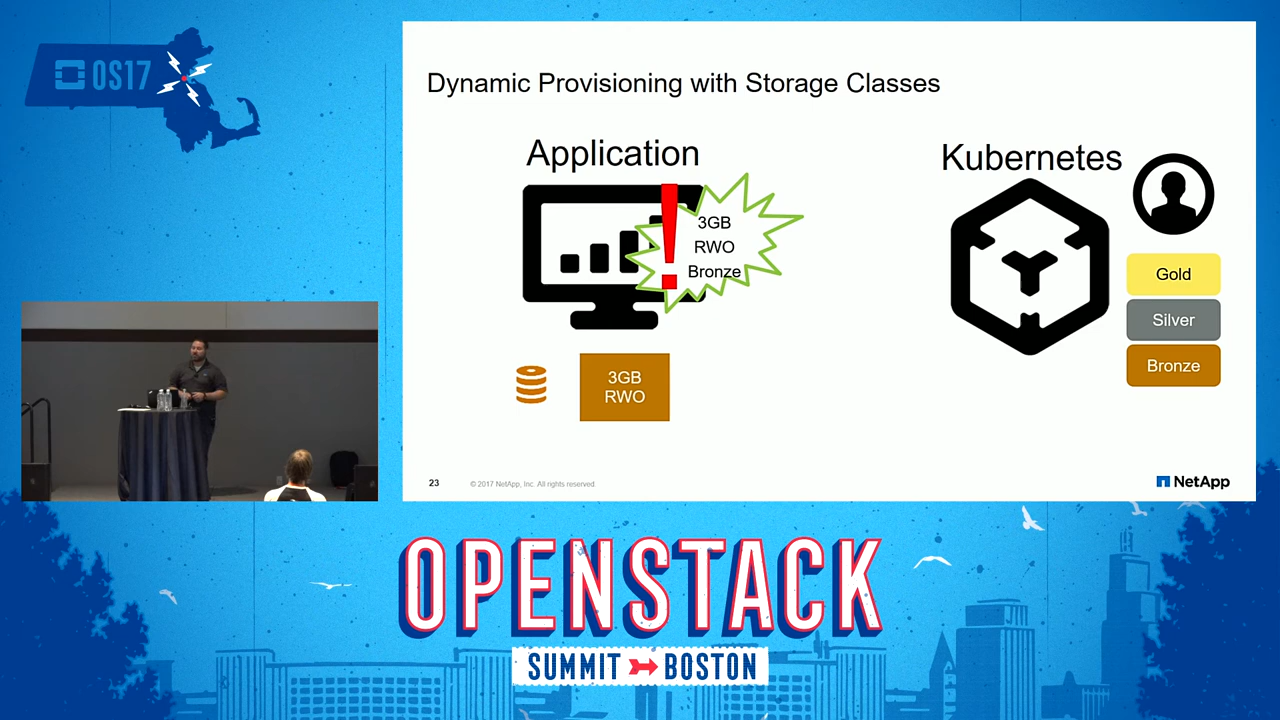 OS17
Dynamic Provisioning with Storage Classes
Application
Kubernetes
3GB
RWO
Bronze
Gold
Silver
Bronze
3GB
RWO
23
© 2017 NetApp, Inc. All rights reserved.
NetApp
OPENSTACK
SUMMIT BOSTON